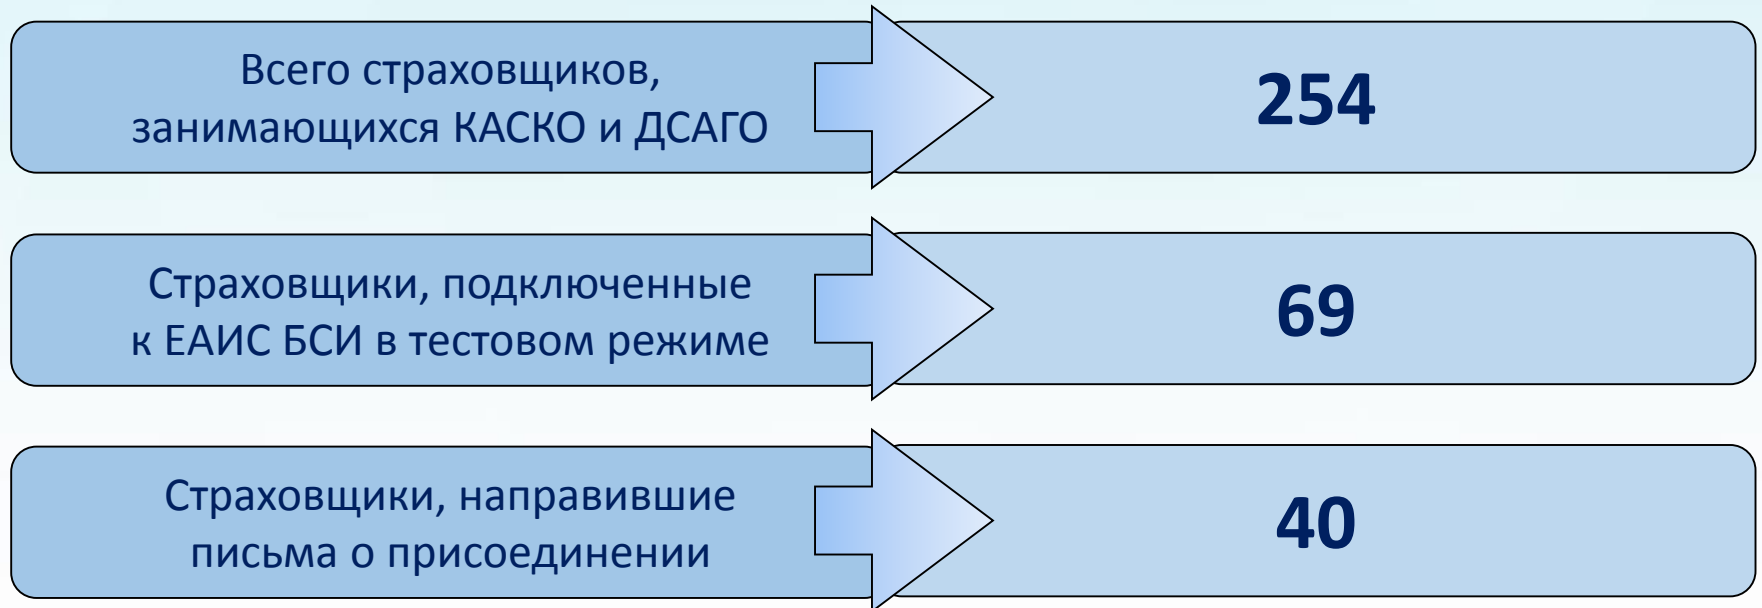 Всего страховщиков,
занимающихся КАСКО и ДСАГО
254
Страховщики, подключенные
к ЕАИС БСИ в тестовом режиме
69
Страховщики, направившие
письма о присоединении
40